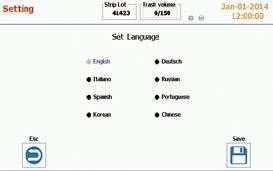 Setting
Strip Lot
41423
Trash volume
0/150
Jan-01-2014
12:00:00
Set Language
English
Deutsch
Italiano
Russian
Spanish
Portuguese
Korean
Chinese
Esc
Save